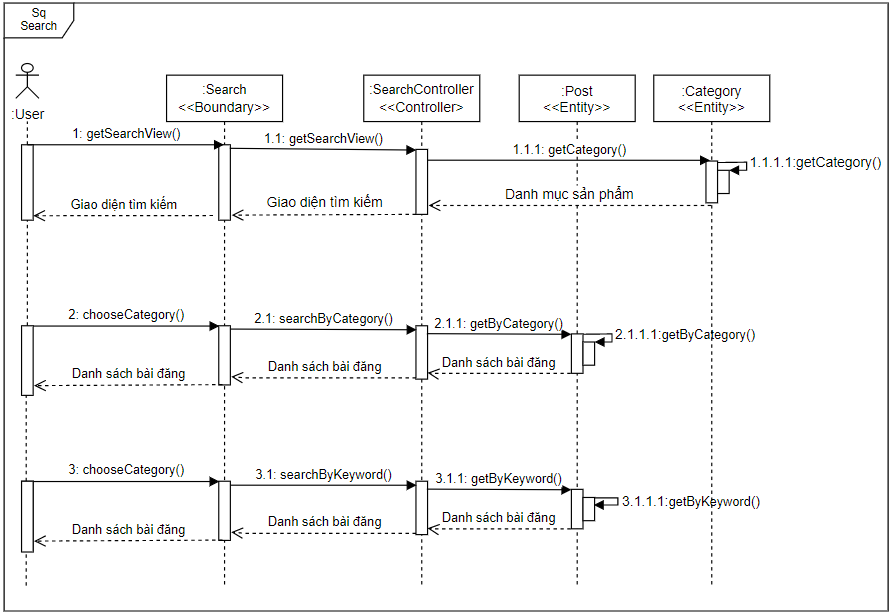 Sq
Search
:User
:Search
<<Boundary>>
:SearchController
<<Controller>
:Post
<<Entity>>
:Category
<<Entity>>
1: getSearchView()
1.1: getSearchView()
1.1.1: getCategory()
1.1.1.1:getCategory()
Danh mục sản phẩm
Giao diện tìm kiếm
Giao diện tìm kiếm
2: chooseCategory()
2.1: searchByCategory()
2.1.1: getByCategory()
2.1.1.1:getByCategory()
Danh sách bài đăng
Danh sách bài đăng
Danh sách bài đăng
3: chooseCategory()
3.1: searchByKeyword()
3.1.1: getByKeyword()
3.1.1.1:getByKeyword()
Danh sách bài đăng
Danh sách bài đăng
Danh sách bài đăng